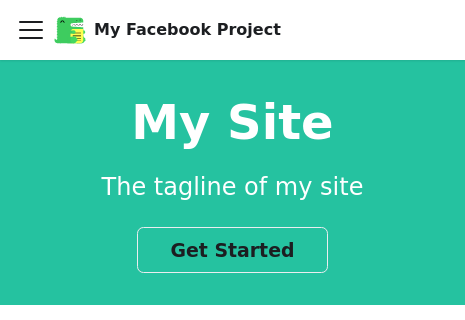 My Facebook Project
My Site
The tagline of my site
Get Started